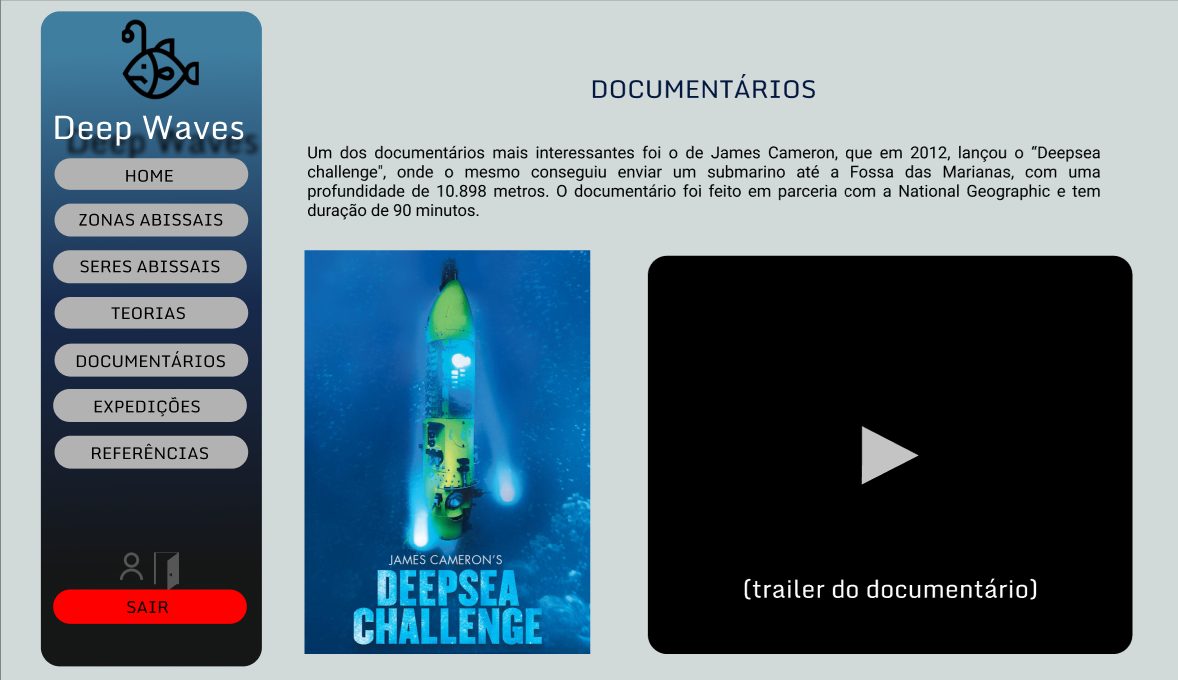 Deep Waves
HOME
ZONAS ABISSAIS
SERES ABISSAIS
TEORIAS
DOCUMENTÁRIOS
EXPEDIÇÕES
REFERÊNCIAS
SAIR
DOCUMENTÁRIOS
Um dos documentários mais interessantes foi o de James Cameron, que em 2012, lançou o “Deepsea
challenge", onde o mesmo conseguiu enviar um submarino até a Fossa das Marianas, com uma
profundidade de 10.898 metros. O documentário foi feito em parceria com a National Geographic e tem
duração de 90 minutos.
JAMES CAMERON'S
DEEPSEA
CHALLENGE
(trailer do documentário)